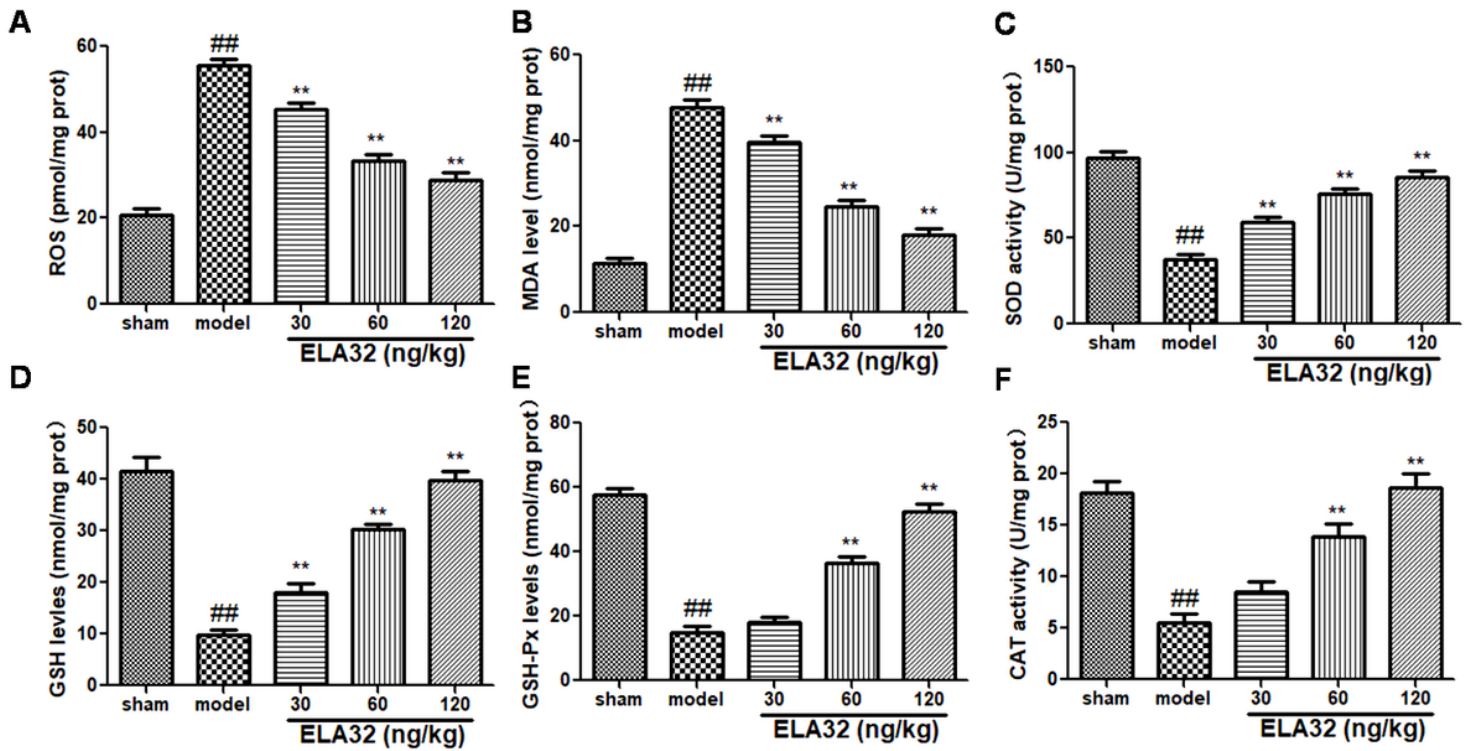 A
ROS (pmol/mg prot)
60
40
20
0
##
**
**
**
sham model 30 60 120
ELA32 (ng/kg)
B
MDA level (nmol/mg prot)
60
40
20
0
##
**
**
**
sham model 30 60 120
ELA32 (ng/kg)
C
SOD activity (U/mg prot)
150
100
50
0
##
**
**
**
sham model 30 60 120
ELA32 (ng/kg)
D
GSH levles (nmol/mg prot)
50
40
30
20
10
0
##
**
**
**
sham model 30 60 120
ELA32 (ng/kg)
E
GSH-Px levels (nmol/mg prot)
80
60
40
20
0
##
**
**
sham model 30 60 120
ELA32 (ng/kg)
F
CAT activity (U/mg prot)
25
20
15
10
5
0
##
**
**
sham model 30 60 120
ELA32 (ng/kg)